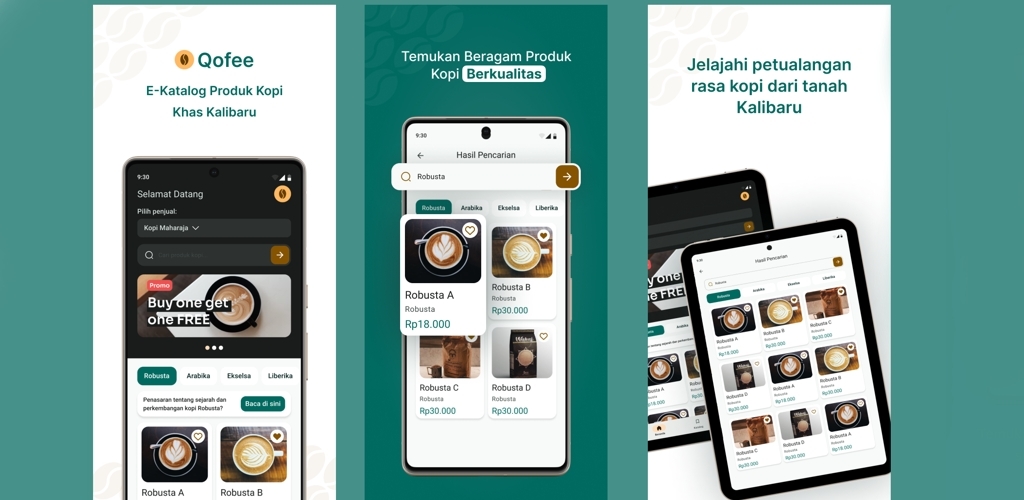 Qofee
E-Katalog Produk Kopi
Khas Kalibaru
9:30
Selamat Datang
Pilih penjual:
Kopi Maharaja
Promo
Buy one get
one FREE
Robusta Arabika Ekselsa Liberika
Penasaran tentang sejarah dan
perkembangan kopi Robusta?
Baca di sini
Robusta A Robusta B
Temukan Beragam Produk
Kopi Berkualitas
9:30
Hasil Pencarian
Robusta
Robusta Arabika Ekselsa Liberika
Robusta A
Robusta
Rp18.000
Robusta B
Robusta
Rp30.000
Robusta C
Robusta
Rp30.000
Robusta D
Robusta
Rp30.000
Jelajahi petualangan
rasa kopi dari tanah
Kalibaru
9:30
Hasil Pencarian
Robusta
Robusta Arabika Ekselsa Liberika
Robusta A
Robusta
Rp18.000
Robusta B
Robusta
Rp30.000
Robusta C
Robusta
Rp30.000
Robusta D
Robusta
Rp30.000
Robusta A
Robusta
Rp18.000
Robusta B
Robusta
Rp30.000
Robusta C
Robusta
Rp30.000
Robusta D
Robusta
Rp30.000
Robusta A
Robusta
Rp18.000